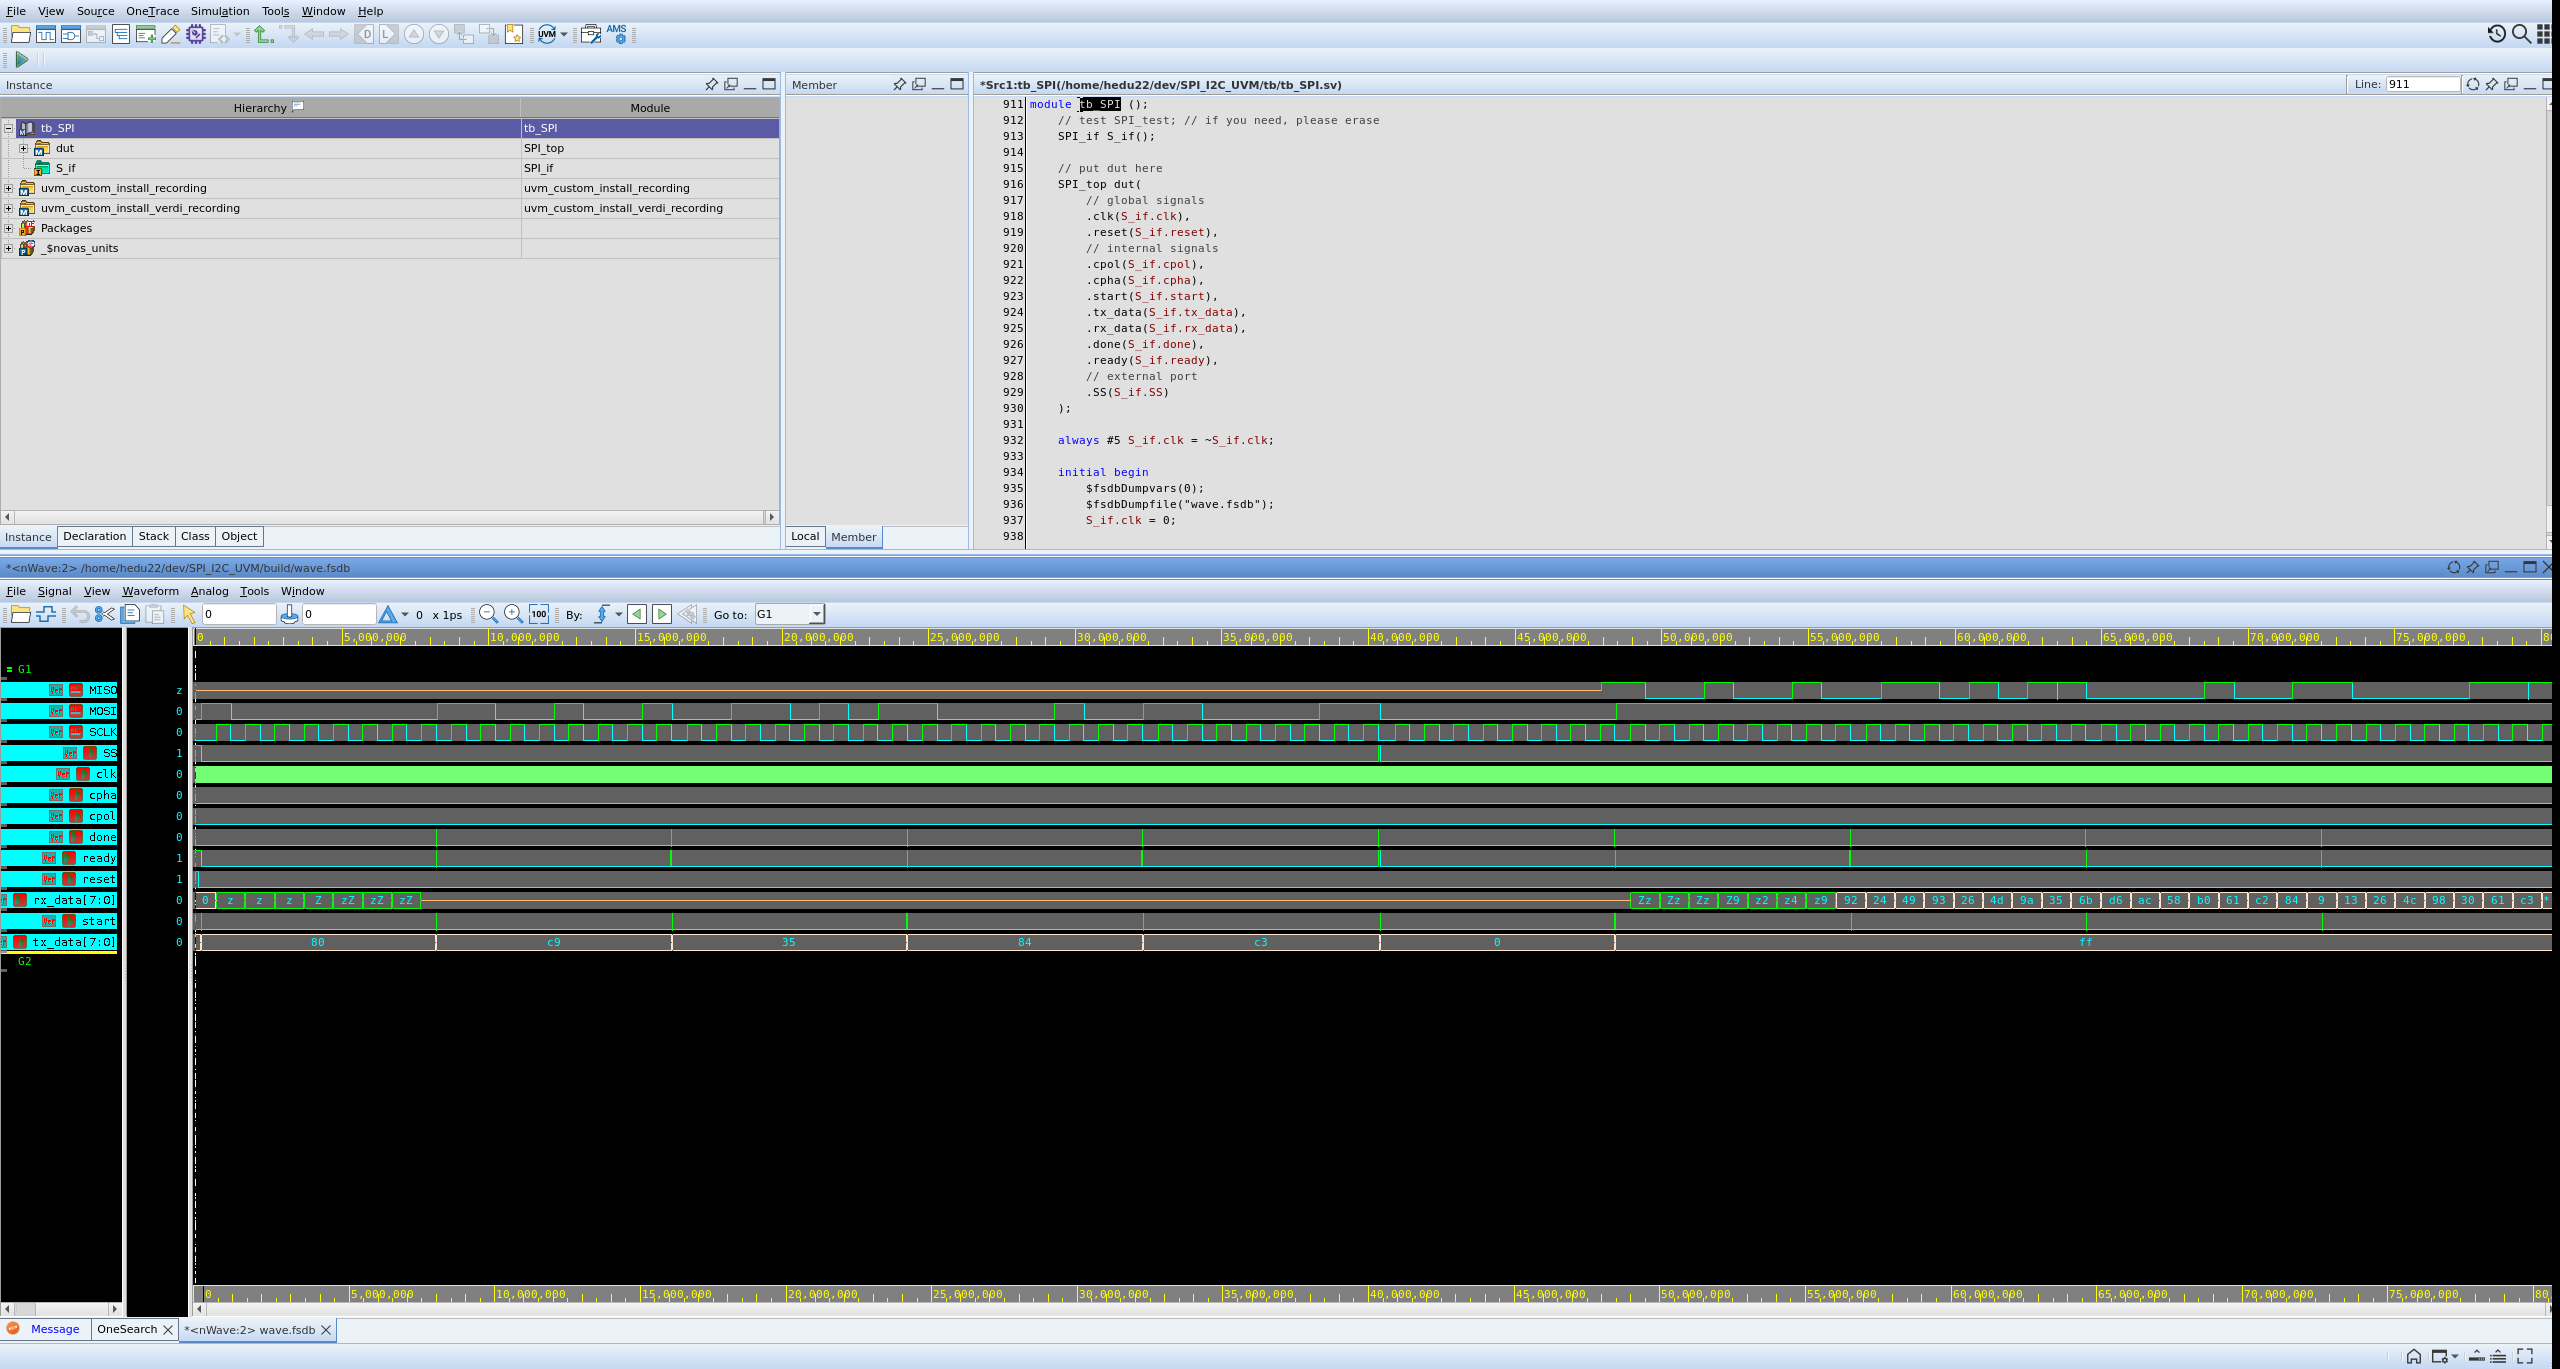 File View Source OneTrace Simulation Tools Window Help
UVM AMS
Instance
Hierarchy Module
tb_SPI tb_SPI
dut SPI_top
S_if SPI_if
uvm_custom_install_recording uvm_custom_install_recording
uvm_custom_install_verdi_recording uvm_custom_install_verdi_recording
Packages
_$novas_units
Instance Declaration Stack Class Object
Member
Local Member
*Src1:tb_SPI(/home/hedu22/dev/SPI_I2C_UVM/tb/tb_SPI.sv) Line: 911
911 module tb_SPI ();
912 // test SPI_test; // if you need, please erase
913 SPI_if S_if();
914
915 // put dut here
916 SPI_top dut(
917 // global signals
918 .clk(S_if.clk),
919 .reset(S_if.reset),
920 // internal signals
921 .cpol(S_if.cpol),
922 .cpha(S_if.cpha),
923 .start(S_if.start),
924 .tx_data(S_if.tx_data),
925 .rx_data(S_if.rx_data),
926 .done(S_if.done),
927 .ready(S_if.ready),
928 // external port
929 .SS(S_if.SS)
930 );
931
932 always #5 S_if.clk = ~S_if.clk;
933
934 initial begin
935 $fsdbDumpvars(0);
936 $fsdbDumpfile("wave.fsdb");
937 S_if.clk = 0;
938
*<nWave:2> /home/hedu22/dev/SPI_I2C_UVM/build/wave.fsdb
File Signal View Waveform Analog Tools Window
0 0 0 x 1ps 100 By: Go to: G1
0 5,000,000 10,000,000 15,000,000 20,000,000 25,000,000 30,000,000 35,000,000 40,000,000 45,000,000 50,000,000 55,000,000 60,000,000 65,000,000 70,000,000 75,000,000 80
G1
MISO z
MOSI 0
SCLK 0
SS 1
clk 0
cpha 0
cpol 0
done 0
ready 1
reset 1
rx_data[7:0] 0 0 z z z Z zZ zZ zZ Zz Zz Zz Z9 z2 z4 z9 92 24 49 93 26 4d 9a 35 6b d6 ac 58 b0 61 c2 84 9 13 26 4c 98 30 61 c3 *
start 0
tx_data[7:0] 0 80 c9 35 84 c3 0 ff
G2
0 5,000,000 10,000,000 15,000,000 20,000,000 25,000,000 30,000,000 35,000,000 40,000,000 45,000,000 50,000,000 55,000,000 60,000,000 65,000,000 70,000,000 75,000,000 80
Message OneSearch *<nWave:2> wave.fsdb